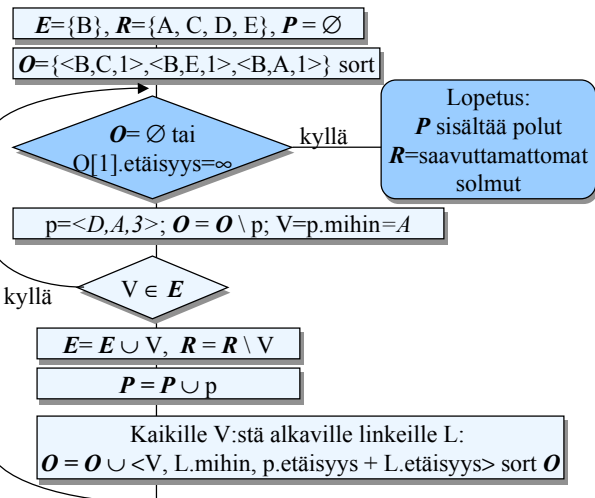 E={B}, R={A, C, D, E}, P = ∅
O={<B,C,1>,<B,E,1>,<B,A,1>} sort
O= ∅ tai
O[1].etäisyys=∞
kyllä
Lopetus:
P sisältää polut
R=saavuttamattomat
solmut
p=<D,A,3>; O = O \ p; V=p.mihin=A
V ∈ E
kyllä
E= E ∪ V, R = R \ V
P = P ∪ p
Kaikille V:stä alkaville linkeille L:
O = O ∪ <V, L.mihin, p.etäisyys + L.etäisyys> sort O